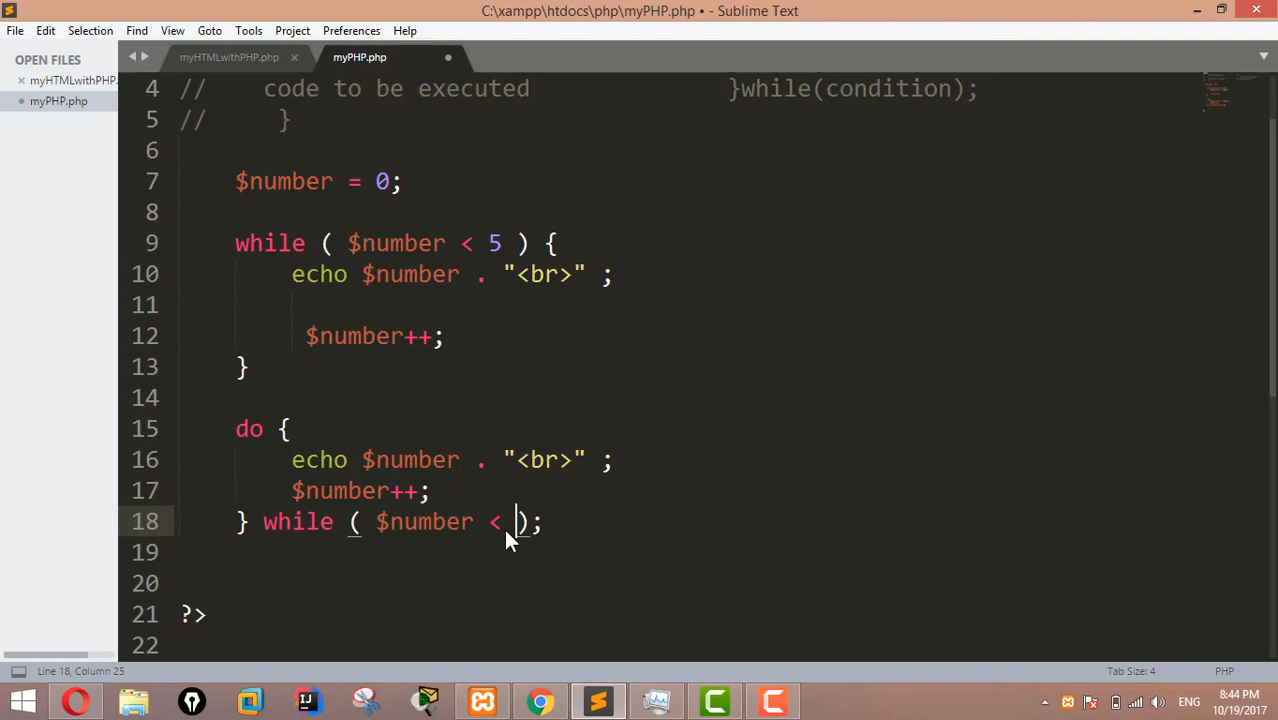 C:\xampp\htdocs\php\myPHP.php • - Sublime Text
File Edit Selection Find View Goto Tools Project Preferences Help
OPEN FILES
myHTMLwithPHP.
myPHP.php
myHTMLwithPHP.php myPHP.php
4 // code to be executed }while(condition);
5 // }
6
7 $number = 0;
8
9 while ( $number < 5 ) {
10 echo $number . "<br>" ;
11
12 $number++;
13 }
14
15 do {
16 echo $number . "<br>" ;
17 $number++;
18 } while ( $number < );
19
20
21 ?>
22
Line 18, Column 25 Tab Size: 4 PHP
ENG 8:44 PM
10/19/2017